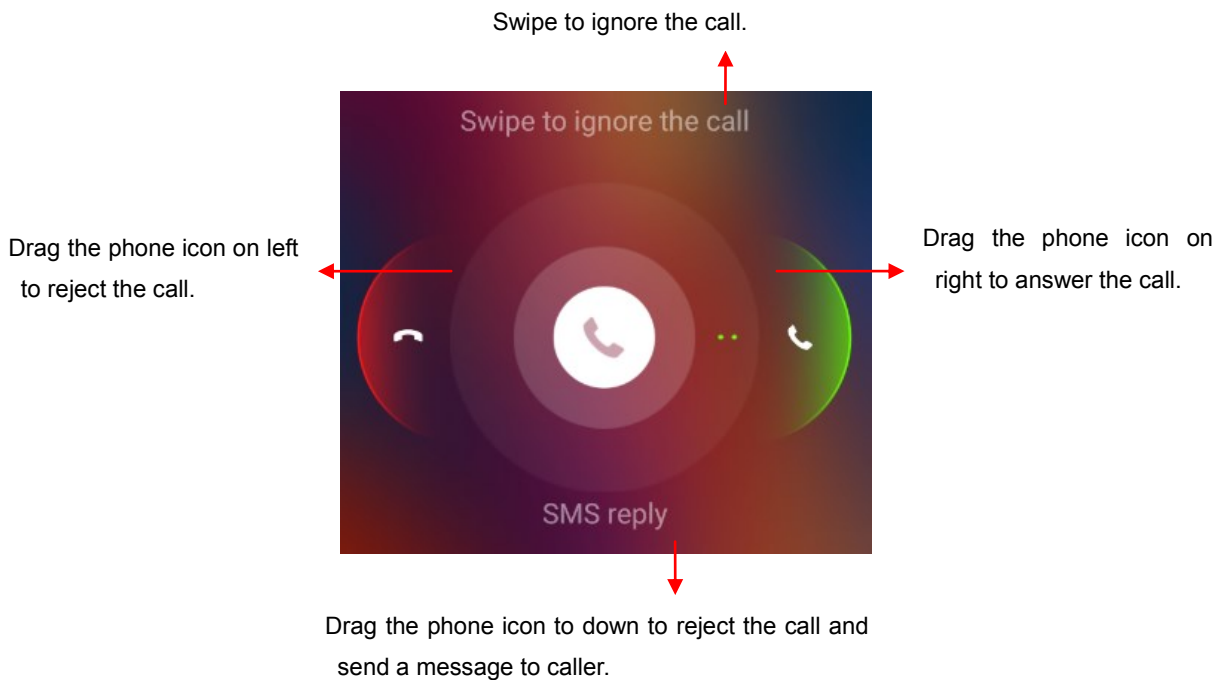 Swipe to ignore the call.
Swipe to ignore the call
Drag the phone icon on left
to reject the call.
Drag the phone icon on
right to answer the call.
SMS reply
Drag the phone icon to down to reject the call and
send a message to caller.